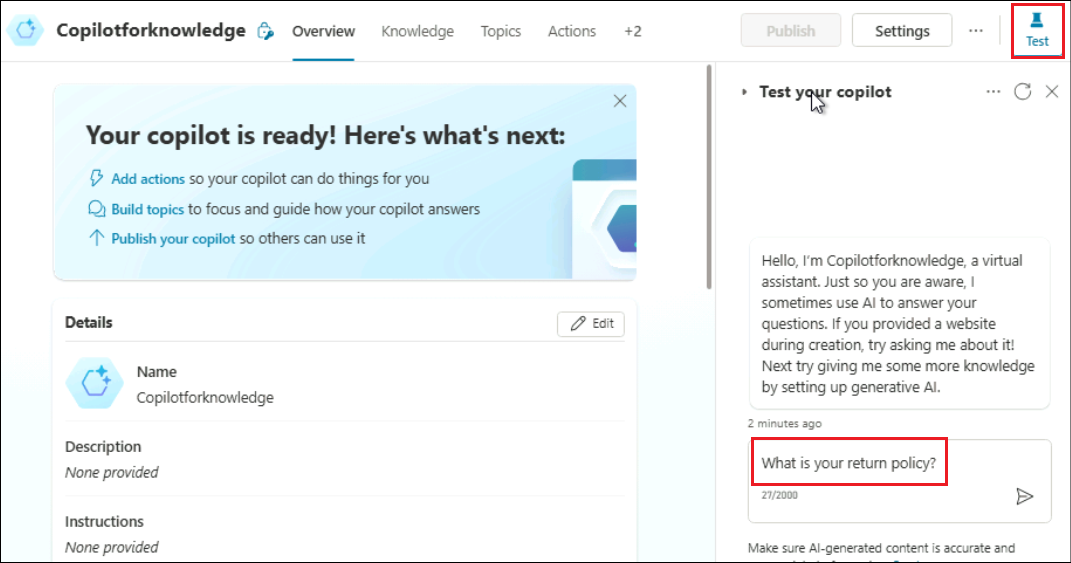 Copilotforknowledge
Overview
Knowledge
Topics
Actions
+2
Publish
Settings
...
Test
Your copilot is ready! Here's what's next:
Add actions so your copilot can do things for you
Build topics to focus and guide how your copilot answers
Publish your copilot so others can use it
Details
Edit
Name
Copilotforknowledge
Description
None provided
Instructions
None provided
Test your copilot
...
Hello, I'm Copilotforknowledge, a virtual
assistant. Just so you are aware, I
sometimes use AI to answer your
questions. If you provided a website
during creation, try asking me about it!
Next try giving me some more knowledge
by setting up generative AI.
2 minutes ago
What is your return policy?
27/2000
Make sure AI-generated content is accurate and